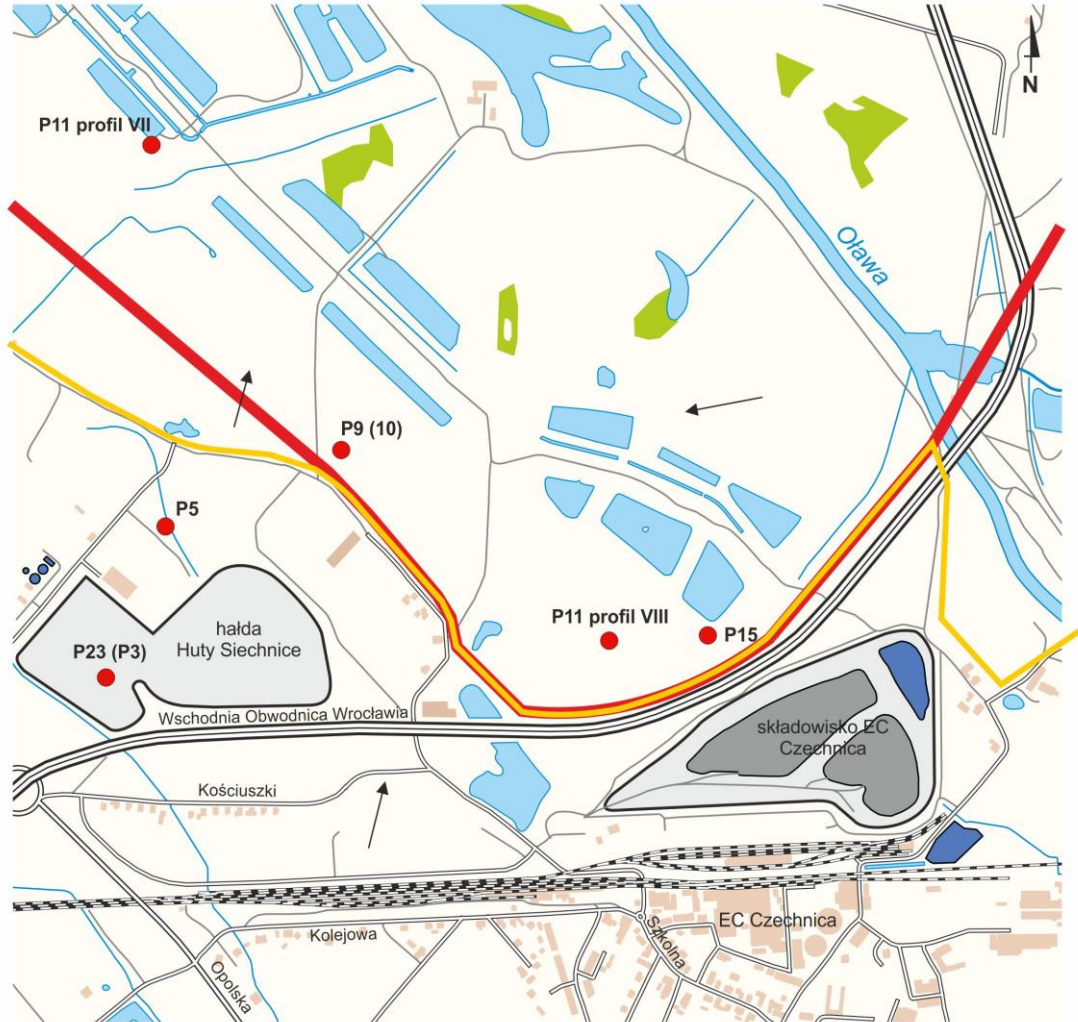 N
P11 profil VII
Oława
P9 (10)
P5
hałda
Huty Siechnice
P11 profil VIII
P15
P23 (P3)
Wschodnia Obwodnica Wrocławia
składowisko EC
Czechnica
Kościuszki
EC Czechnica
Kolejowa
Szkolna
Opolska